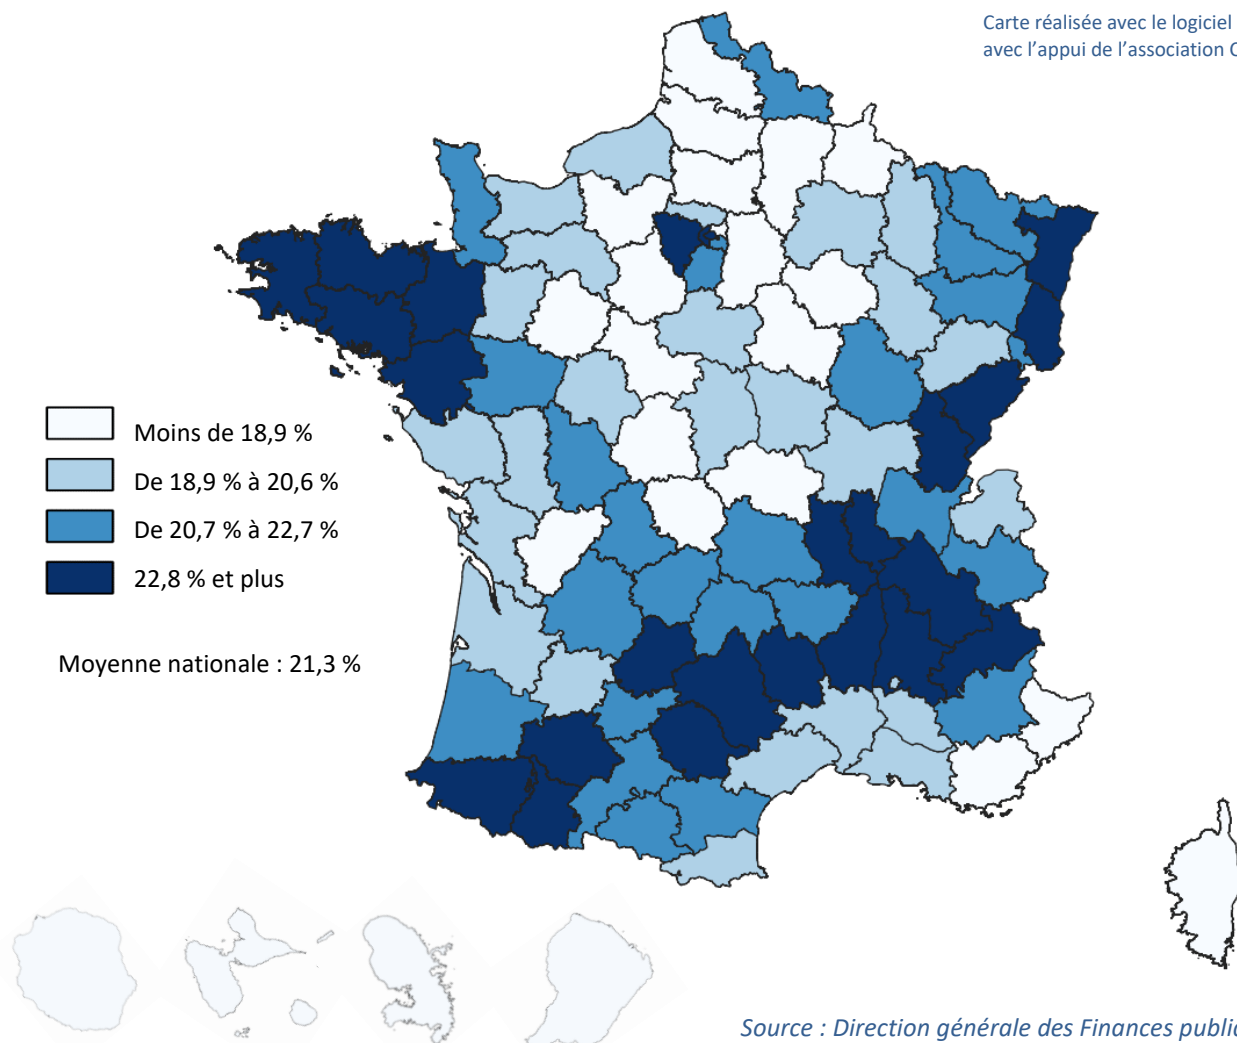 Carte réalisée avec le logiciel
avec l'appui de l'association
Moins de 18,9 %
De 18,9 % à 20,6 %
De 20,7 % à 22,7 %
22,8 % et plus
Moyenne nationale : 21,3 %
Source : Direction générale des Finances